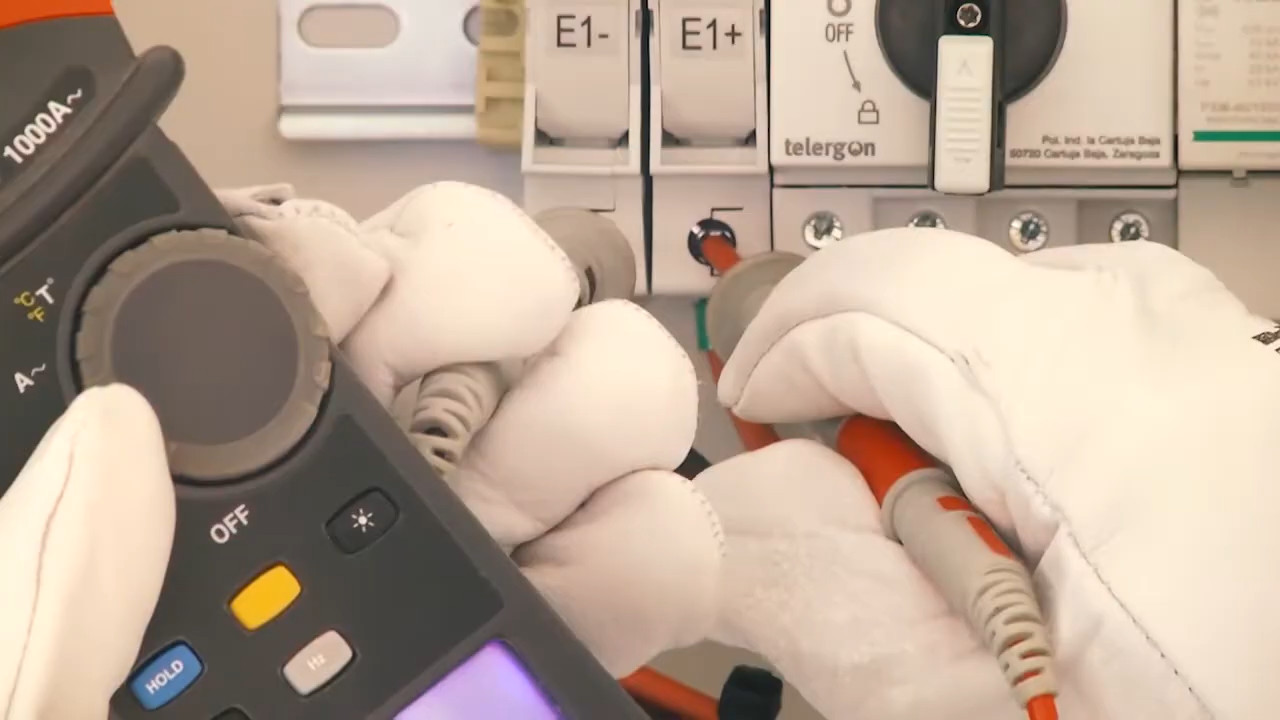 E1-
E1+
OFF
telergon
Pol. Ind. la Cartuja Baja
50720 Cartuja Baja, Zaragoza
1000A~
°C
°F
T°
A~
OFF
HOLD
Hz